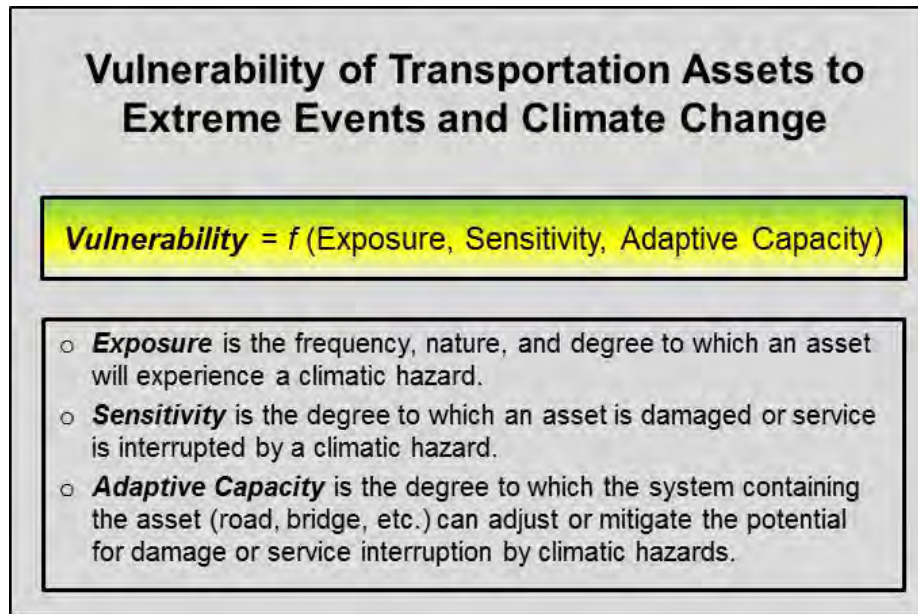 Vulnerability of Transportation Assets to
Extreme Events and Climate Change
Vulnerability = f (Exposure, Sensitivity, Adaptive Capacity)
o Exposure is the frequency, nature, and degree to which an asset
will experience a climatic hazard.
o Sensitivity is the degree to which an asset is damaged or service
is interrupted by a climatic hazard.
o Adaptive Capacity is the degree to which the system containing
the asset (road, bridge, etc.) can adjust or mitigate the potential
for damage or service interruption by climatic hazards.